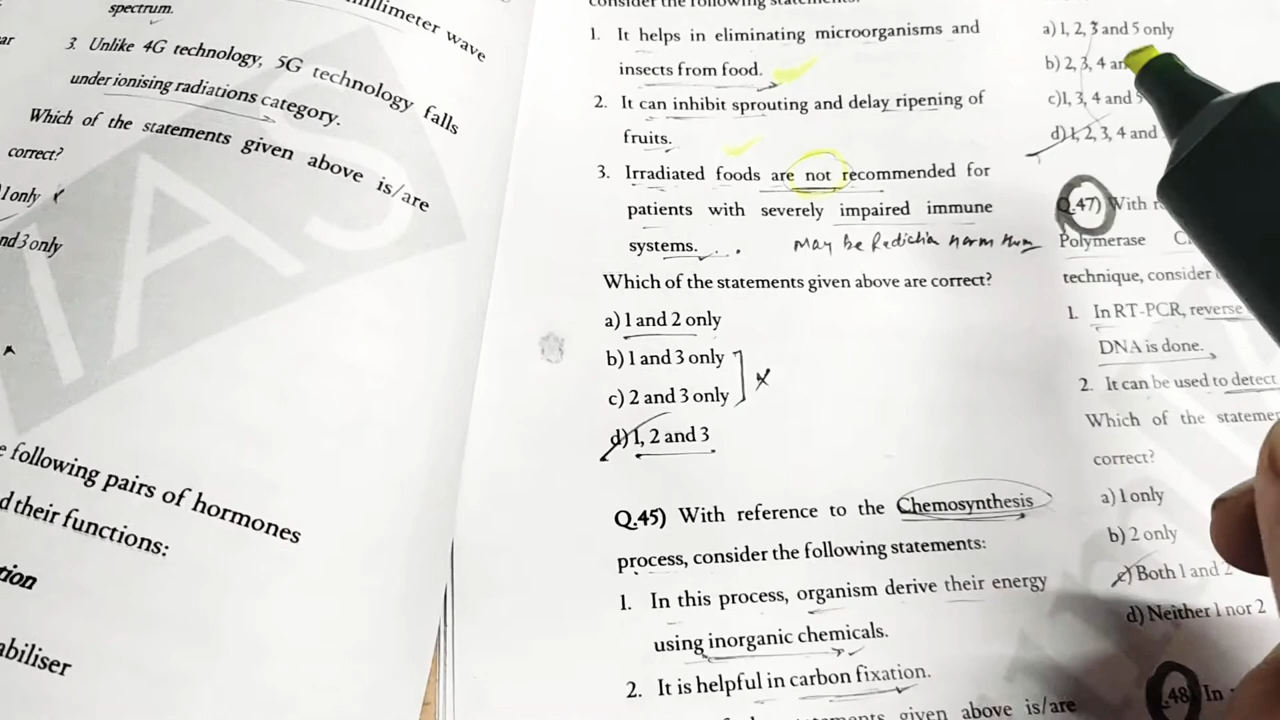 spectrum.
millimeter wave
3. Unlike 4G technology, 5G technology falls
under ionising radiations category.
Which of the statements given above is/are
correct?
1 only
nd 3 only
IAS
e following pairs of hormones
d their functions:
tion
abiliser
consider the following statements:
1. It helps in eliminating microorganisms and
insects from food.
2. It can inhibit sprouting and delay ripening of
fruits.
3. Irradiated foods are not recommended for
patients with severely impaired immune
systems.
May be
Which of the statements given above are correct?
a) 1 and 2 only
b) 1 and 3 only
c) 2 and 3 only
d) 1, 2 and 3
Q.45) With reference to the Chemosynthesis
process, consider the following statements:
1. In this process, organism derive their energy
using inorganic chemicals.
2. It is helpful in carbon fixation.
given above is/are
a) 1, 2, 3 and 5 only
b) 2, 3, 4 an
c) 1, 3, 4 and 5
d) 1, 2, 3, 4 and
Q.47) With r
Polymerase C
technique, consider
1. In RT-PCR, reverse
DNA is done.
2. It can be used to detect
Which of the stateme
correct?
a) 1 only
b) 2 only
c) Both 1 and 2
d) Neither 1 nor 2
48) In